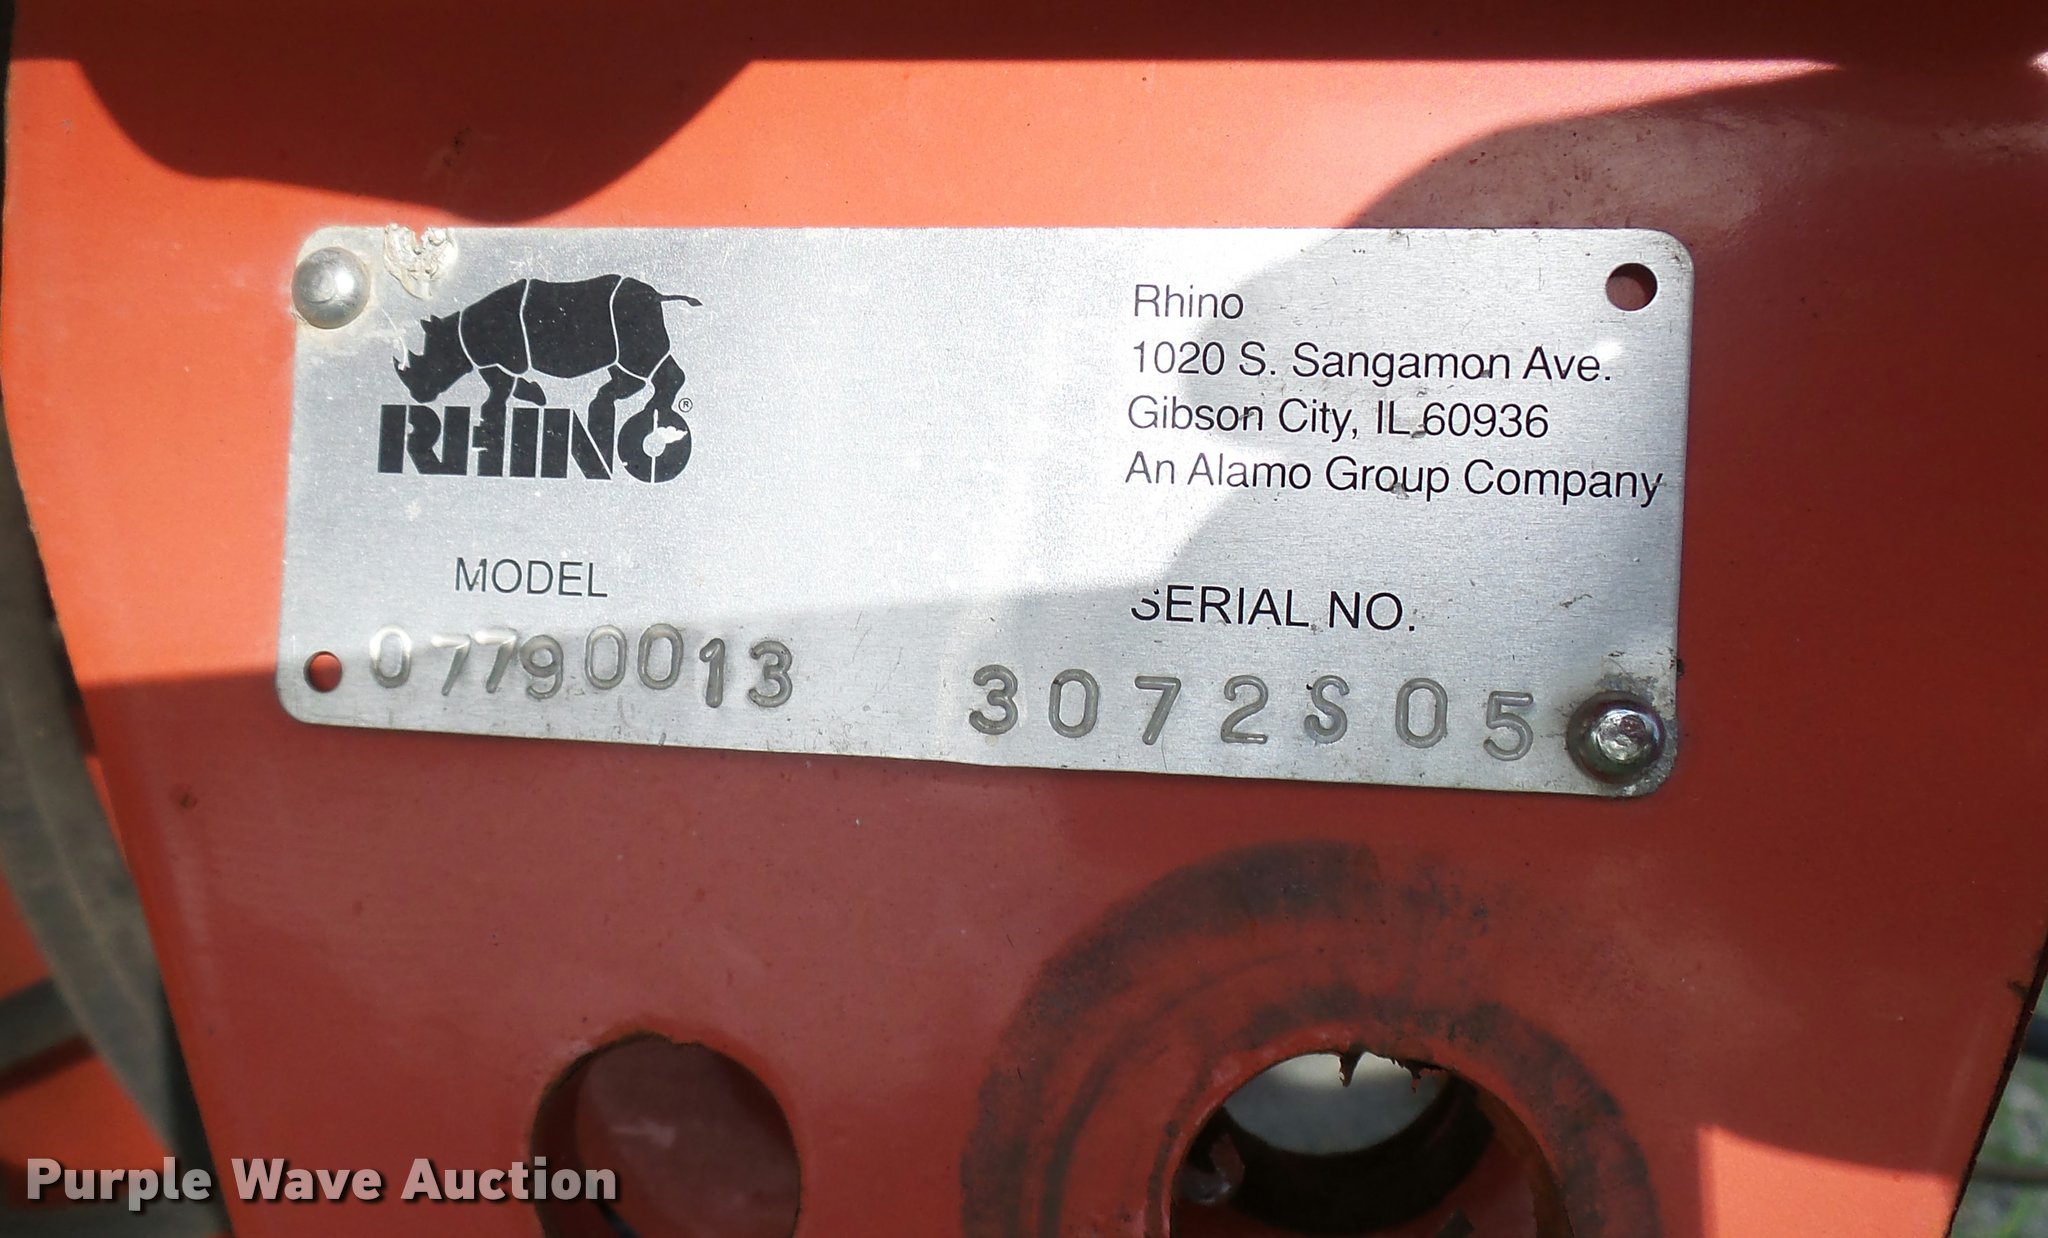 RHINO®
Rhino
1020 S. Sangamon Ave.
Gibson City, IL 60936
An Alamo Group Company
MODEL
SERIAL NO.
07790013
3072S05
Purple Wave Auction